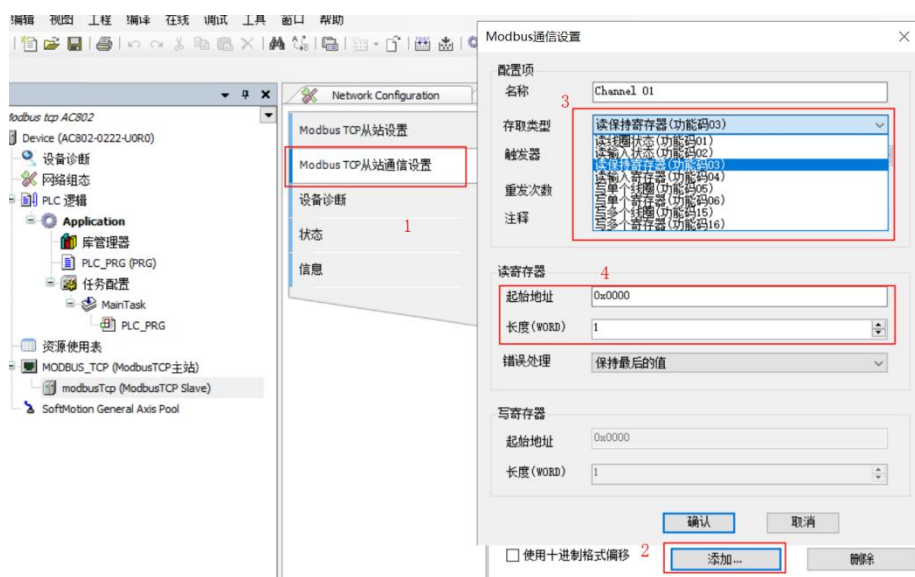 编辑 视图 工程 编译 在线 调试 工具 窗口 帮助
Modbus通信设置
配置项
名称
Channel 01
3
存取类型
读保持寄存器(功能码03)
读线圈状态(功能码01)
读输入状态(功能码02)
读保持寄存器(功能码03)
读输入寄存器(功能码04)
写单个线圈(功能码05)
写单个寄存器(功能码06)
写多个线圈(功能码15)
写多个寄存器(功能码16)
触发器
重发次数
注释
读寄存器
4
起始地址
0x0000
长度(WORD)
1
错误处理
保持最后的值
写寄存器
起始地址
0x0000
长度(WORD)
1
确认
取消
使用十进制格式偏移
2
添加...
删除
Network Configuration
Modbus TCP从站设置
Modbus TCP从站通信设置
设备诊断
1
状态
信息
Modbus tcp AC802
Device (AC802-0222-U0R0)
设备诊断
网络组态
PLC 逻辑
Application
库管理器
PLC_PRG (PRG)
任务配置
MainTask
PLC_PRG
资源使用表
MODBUS_TCP (ModbusTCP主站)
modbusTcp (ModbusTCP Slave)
SoftMotion General Axis Pool